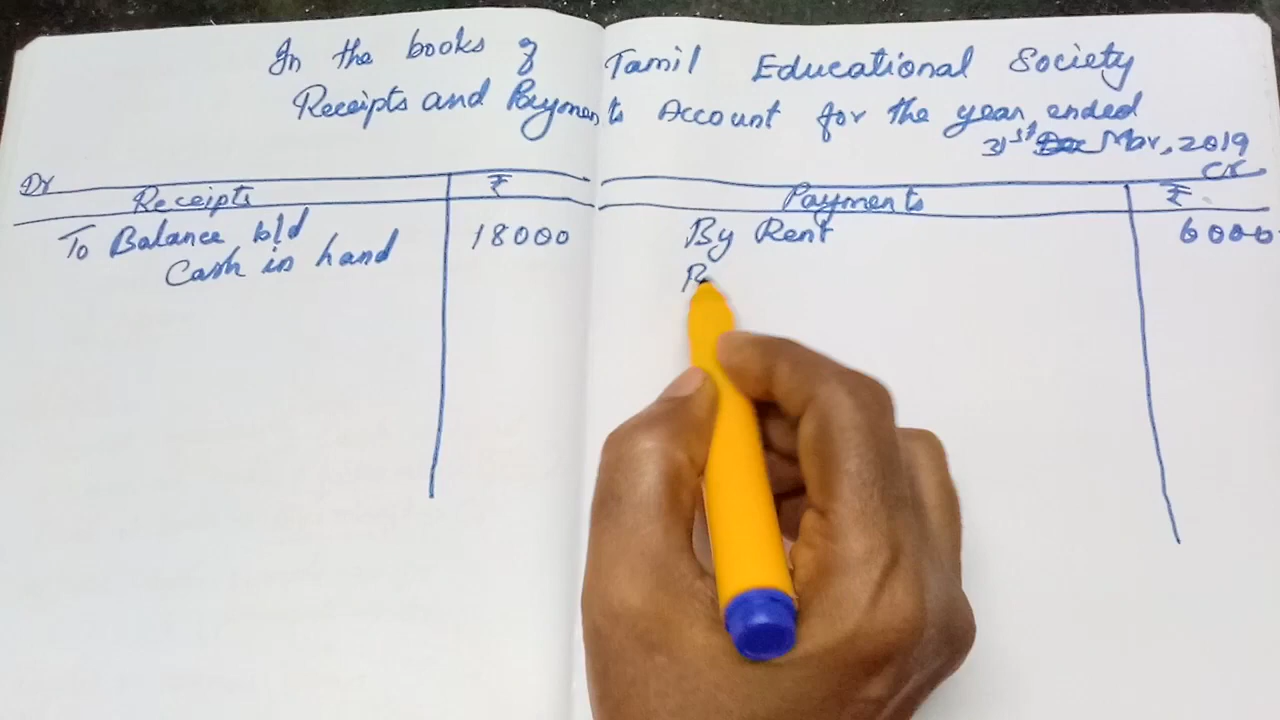 In the books of Tamil Educational Society
Receipts and Payments Account for the year ended
31st Mar, 2019
Dr Cr
Receipts ₹ Payments ₹
To Balance b/d 18000 By Rent 6000
Cash in hand